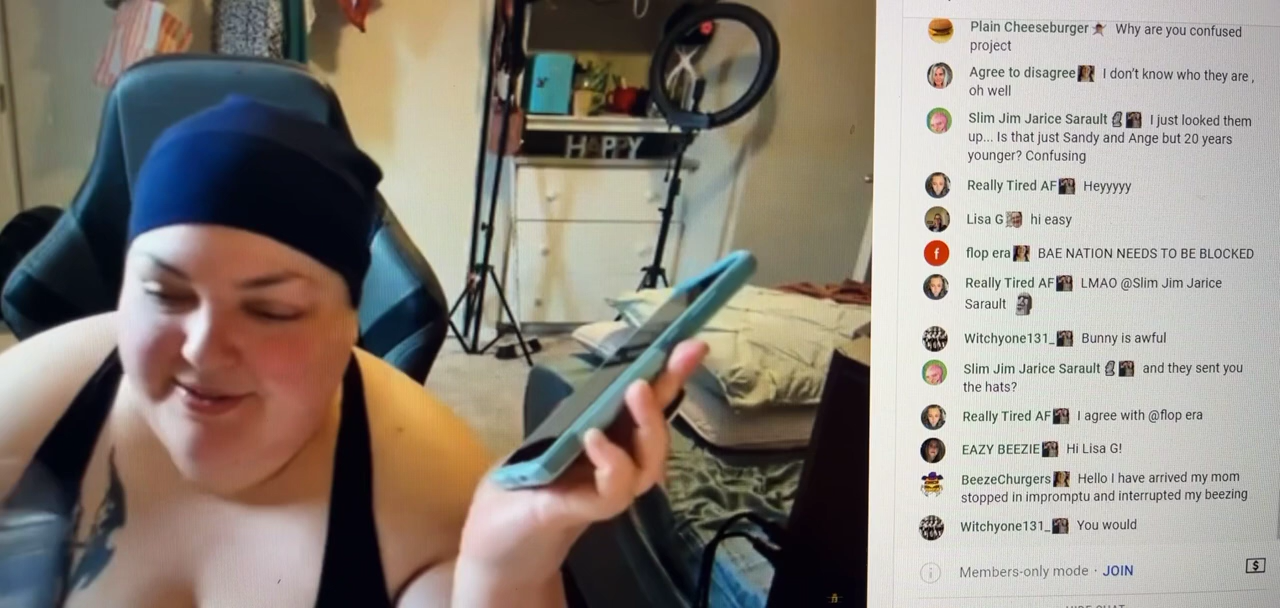 HAPPY
Plain Cheeseburger Why are you confused
project
Agree to disagree I don't know who they are ,
oh well
Slim Jim Jarice Sarault I just looked them
up... Is that just Sandy and Ange but 20 years
younger? Confusing
Really Tired AF Heyyyyy
Lisa G hi easy
f flop era BAE NATION NEEDS TO BE BLOCKED
Really Tired AF LMAO @Slim Jim Jarice
Sarault
Witchyone131_ Bunny is awful
Slim Jim Jarice Sarault and they sent you
the hats?
Really Tired AF I agree with @flop era
EAZY BEEZIE Hi Lisa G!
BeezeChurgers Hello I have arrived my mom
stopped in impromptu and interrupted my beezing
Witchyone131_ You would
Members-only mode · JOIN $
HIDE CHAT